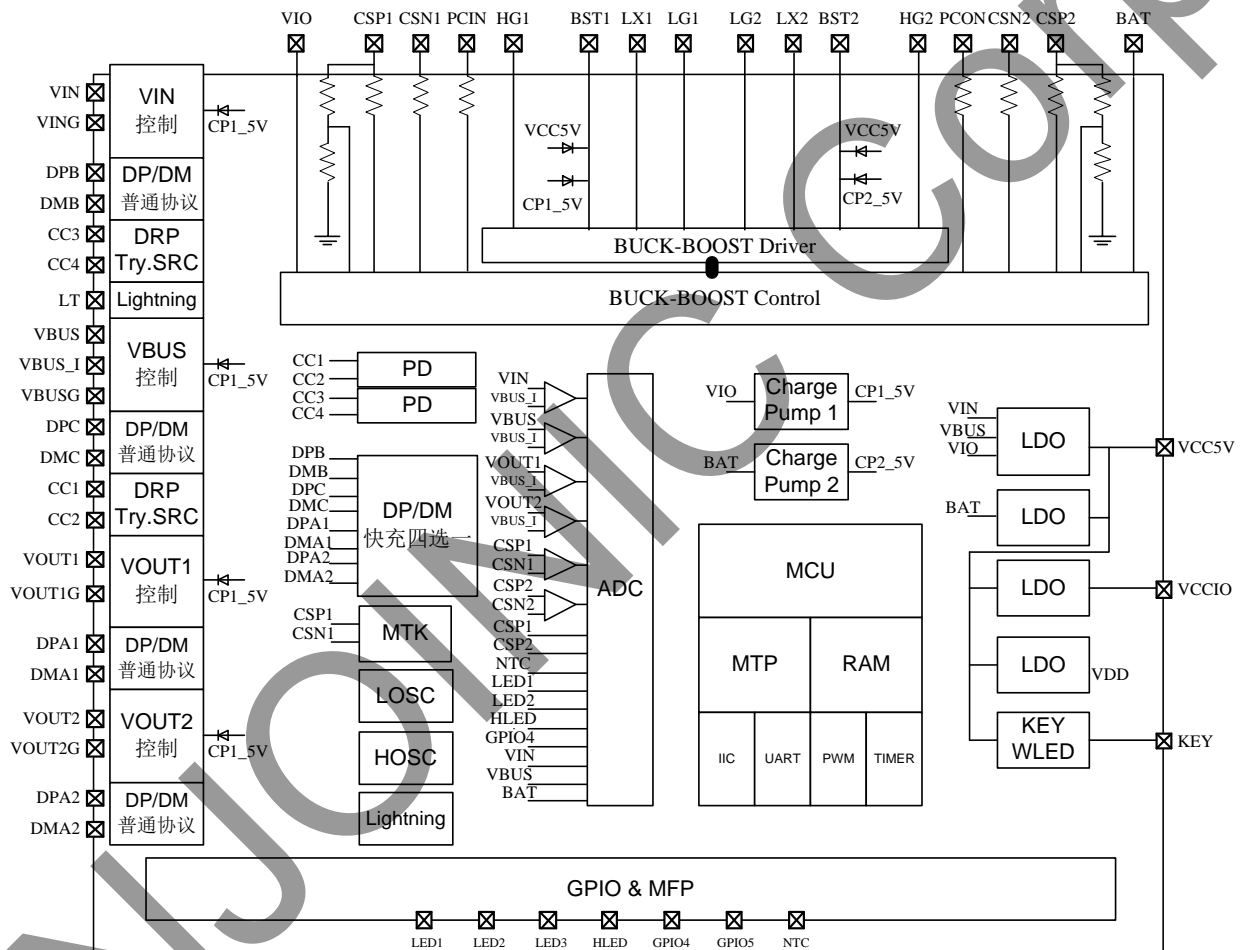 VIO CSP1 CSN1 PCIN HG1 BST1 LX1 LG1 LG2 LX2 BST2 HG2 PCON CSN2 CSP2 BAT
VIN
VING
VIN
控制
CP1_5V
DPB
DMB
DP/DM
普通协议
CC3
CC4
DRP
Try.SRC
LT
Lightning
VBUS
VBUS_I
VBUSG
VBUS
控制
CP1_5V
DPC
DMC
DP/DM
普通协议
CC1
CC2
DRP
Try.SRC
VOUT1
VOUT1G
VOUT1
控制
CP1_5V
DPA1
DMA1
DP/DM
普通协议
VOUT2
VOUT2G
VOUT2
控制
CP1_5V
DPA2
DMA2
DP/DM
普通协议
VCC5V
CP1_5V
VCC5V
CP2_5V
BUCK-BOOST Driver
BUCK-BOOST Control
CC1
CC2
PD
CC3
CC4
PD
DPB
DMB
DPC
DMC
DPA1
DMA1
DPA2
DMA2
DP/DM
快充四选一
CSP1
CSN1
MTK
LOSC
HOSC
Lightning
VIN
VBUS_I
VBUS
VBUS_I
VOUT1
VBUS_I
VOUT2
VBUS_I
CSP1
CSN1
CSP2
CSN2
CSP1
CSP2
NTC
LED1
LED2
HLED
GPIO4
VIN
VBUS
BAT
ADC
VIO
Charge
Pump 1
CP1_5V
BAT
Charge
Pump 2
CP2_5V
MCU
MTP
RAM
IIC
UART
PWM
TIMER
VIN
VBUS
VIO
LDO
VCC5V
BAT
LDO
LDO
VCCIO
LDO
VDD
KEY
WLED
KEY
GPIO & MFP
LED1 LED2 LED3 HLED GPIO4 GPIO5 NTC
INJOINIC Corp